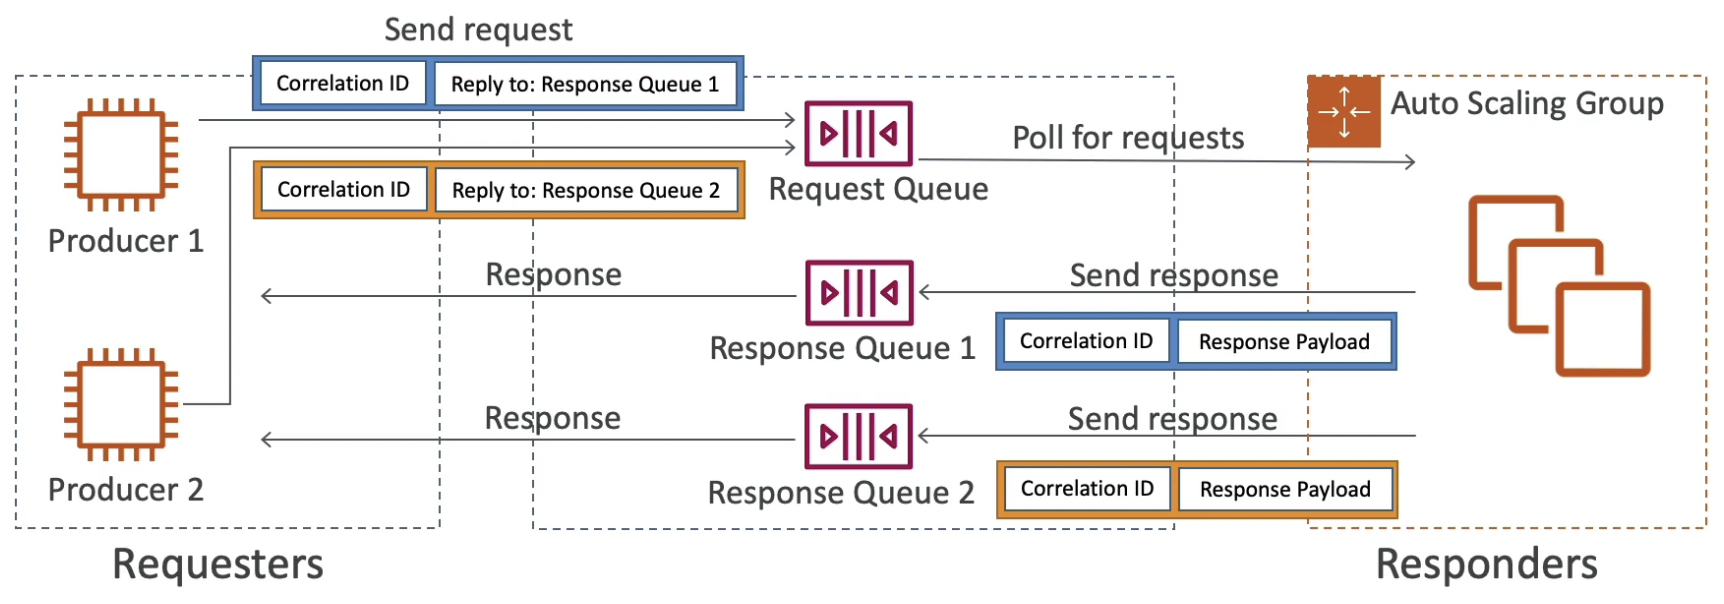 Send request
Correlation ID
Reply to: Response Queue 1
Auto Scaling Group
Poll for requests
Correlation ID
Reply to: Response Queue 2
Request Queue
Producer 1
Response
Send response
Response Queue 1
Correlation ID
Response Payload
Response
Send response
Producer 2
Response Queue 2
Correlation ID
Response Payload
Requesters
Responders